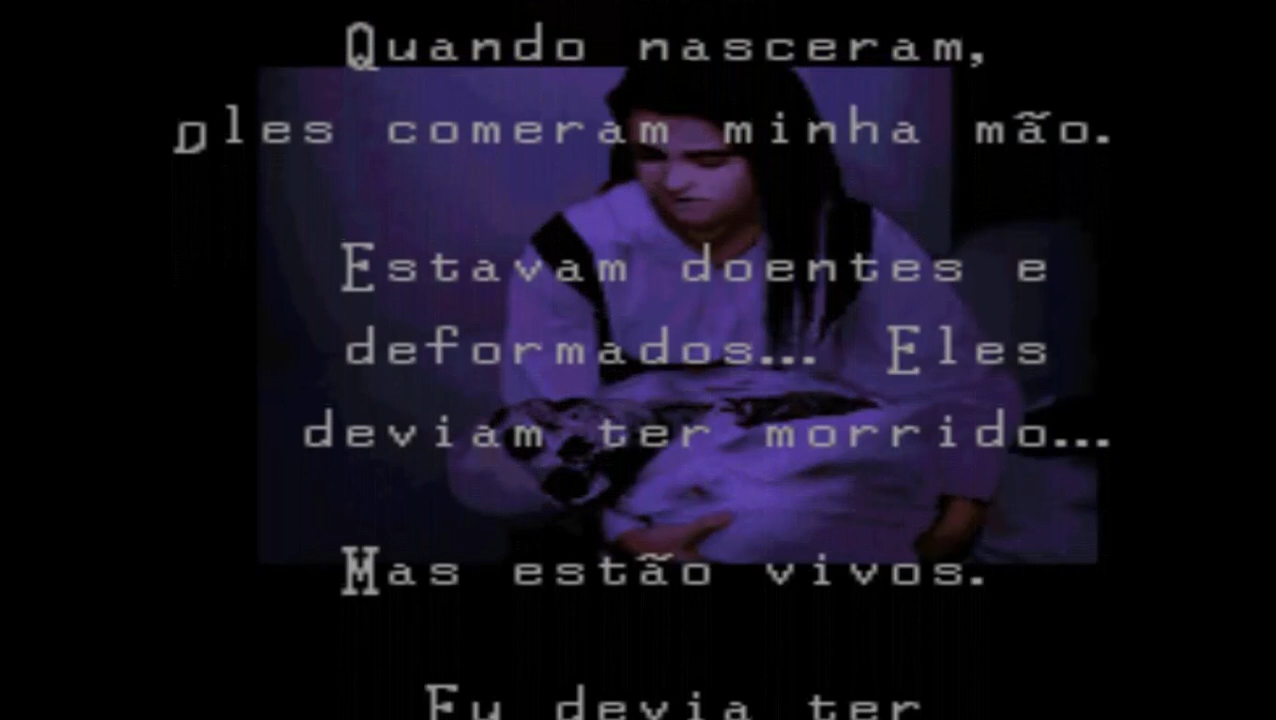 Quando nasceram,
eles comeram minha mão.
Estavam doentes e
deformados... Eles
deviam ter morrido...
Mas estão vivos.
Eu devia ter